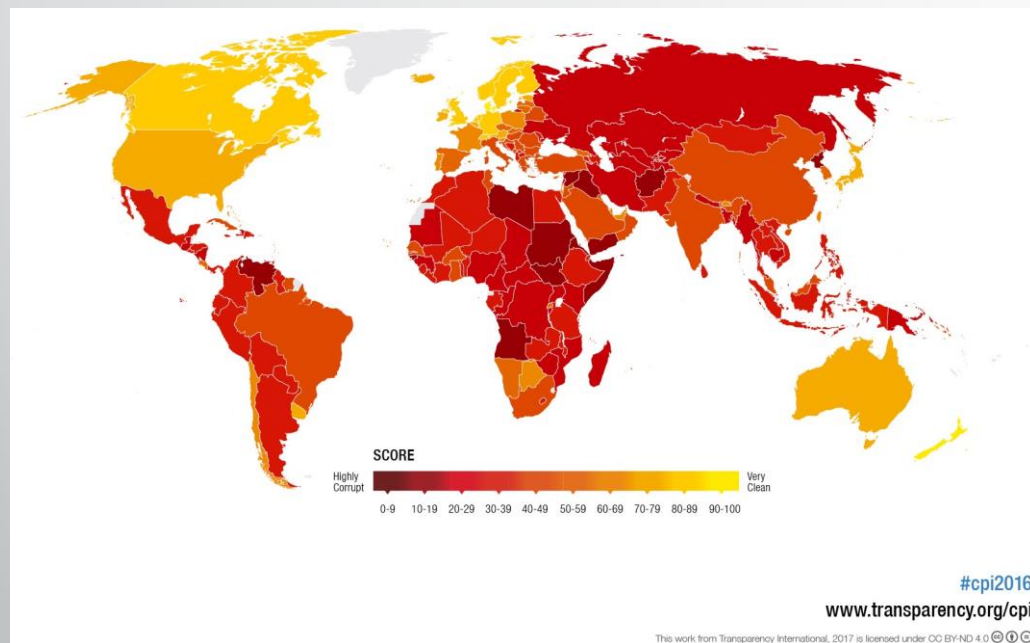 SCORE
Highly
Corrupt
Very
Clean
0-9 10-19 20-29 30-39 40-49 50-59 60-69 70-79 80-89 90-100
#cpi2016
www.transparency.org/cpi
This work from Transparency International, 2017 is licensed under CC BY-ND 4.0